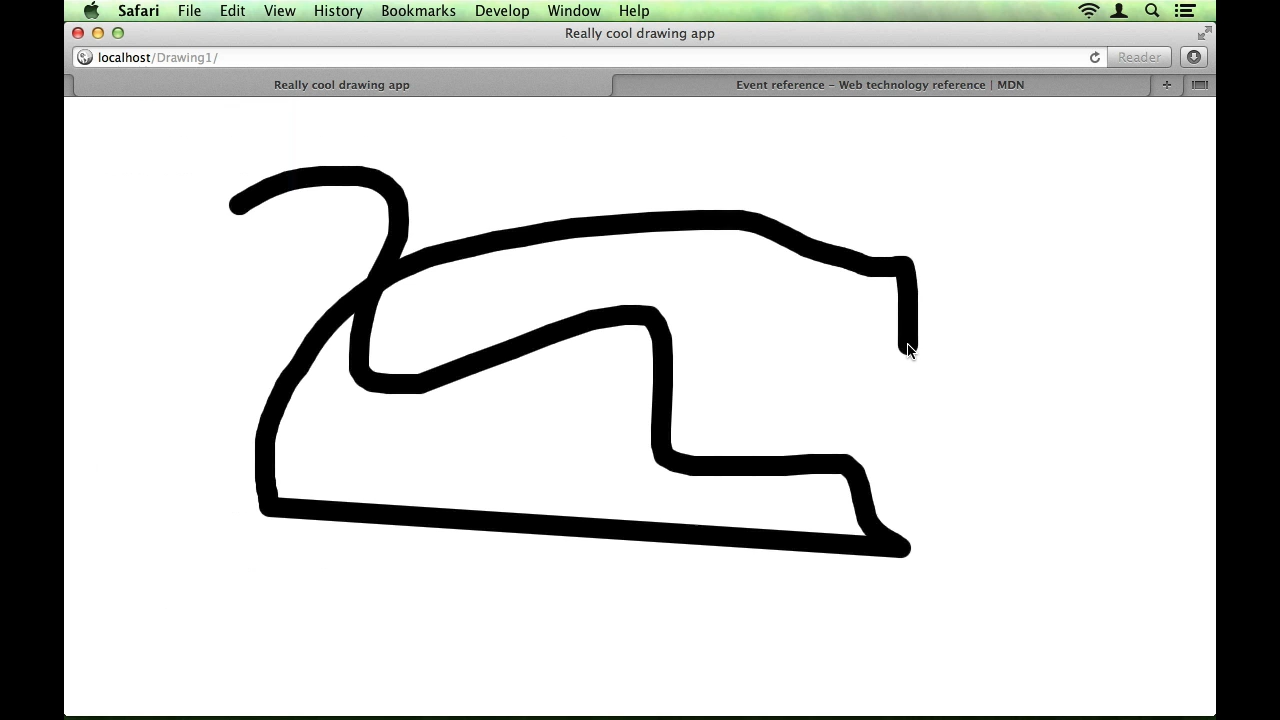 Safari File Edit View History Bookmarks Develop Window Help
Really cool drawing app
localhost/Drawing1/ Reader
Really cool drawing app Event reference – Web technology reference | MDN +